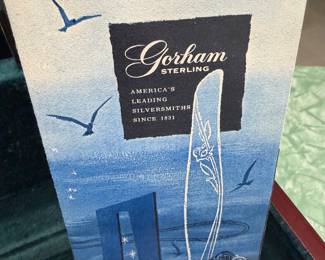 Gorham
STERLING
AMERICA'S
LEADING
SILVERSMITHS
SINCE 1831